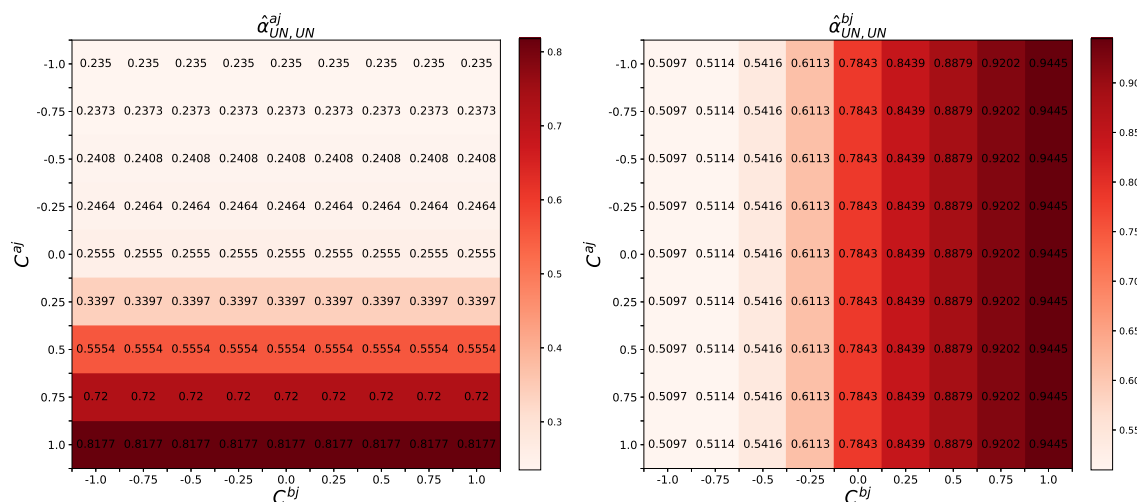 α̂^{aj}_{UN, UN}
C^{aj}
-1.0 0.235 0.235 0.235 0.235 0.235 0.235 0.235 0.235 0.235
-0.75 0.2373 0.2373 0.2373 0.2373 0.2373 0.2373 0.2373 0.2373 0.2373
-0.5 0.2408 0.2408 0.2408 0.2408 0.2408 0.2408 0.2408 0.2408 0.2408
-0.25 0.2464 0.2464 0.2464 0.2464 0.2464 0.2464 0.2464 0.2464 0.2464
0.0 0.2555 0.2555 0.2555 0.2555 0.2555 0.2555 0.2555 0.2555 0.2555
0.25 0.3397 0.3397 0.3397 0.3397 0.3397 0.3397 0.3397 0.3397 0.3397
0.5 0.5554 0.5554 0.5554 0.5554 0.5554 0.5554 0.5554 0.5554 0.5554
0.75 0.72 0.72 0.72 0.72 0.72 0.72 0.72 0.72 0.72
1.0 0.8177 0.8177 0.8177 0.8177 0.8177 0.8177 0.8177 0.8177 0.8177
-1.0 -0.75 -0.5 -0.25 0.0 0.25 0.5 0.75 1.0
C^{bj}
0.8
0.7
0.6
0.5
0.4
0.3
α̂^{bj}_{UN, UN}
C^{aj}
-1.0 0.5097 0.5114 0.5416 0.6113 0.7843 0.8439 0.8879 0.9202 0.9445
-0.75 0.5097 0.5114 0.5416 0.6113 0.7843 0.8439 0.8879 0.9202 0.9445
-0.5 0.5097 0.5114 0.5416 0.6113 0.7843 0.8439 0.8879 0.9202 0.9445
-0.25 0.5097 0.5114 0.5416 0.6113 0.7843 0.8439 0.8879 0.9202 0.9445
0.0 0.5097 0.5114 0.5416 0.6113 0.7843 0.8439 0.8879 0.9202 0.9445
0.25 0.5097 0.5114 0.5416 0.6113 0.7843 0.8439 0.8879 0.9202 0.9445
0.5 0.5097 0.5114 0.5416 0.6113 0.7843 0.8439 0.8879 0.9202 0.9445
0.75 0.5097 0.5114 0.5416 0.6113 0.7843 0.8439 0.8879 0.9202 0.9445
1.0 0.5097 0.5114 0.5416 0.6113 0.7843 0.8439 0.8879 0.9202 0.9445
-1.0 -0.75 -0.5 -0.25 0.0 0.25 0.5 0.75 1.0
C^{bj}
0.90
0.85
0.80
0.75
0.70
0.65
0.60
0.55